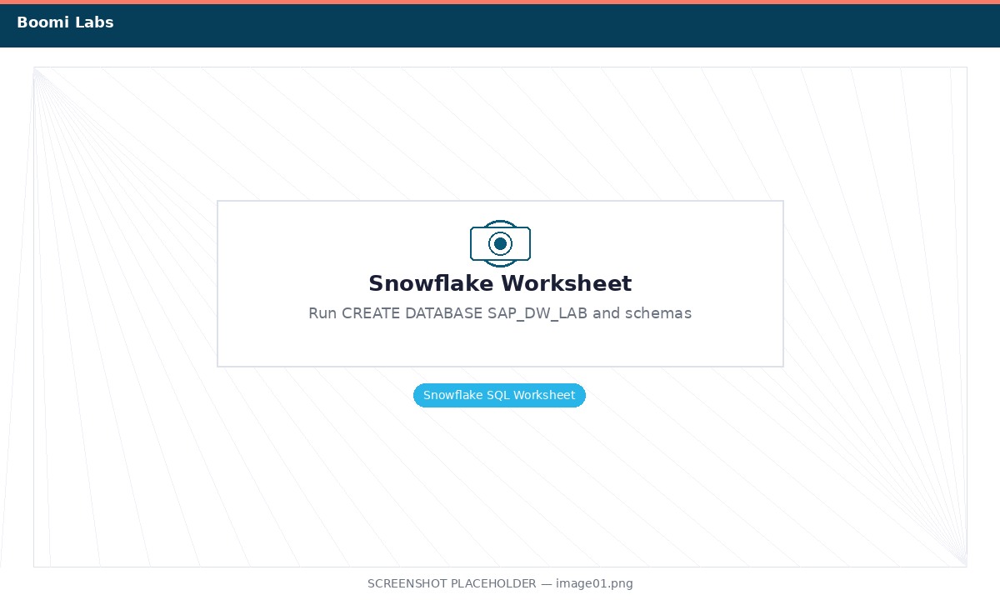 Boomi Labs
Snowflake Worksheet
Run CREATE DATABASE SAP_DW_LAB and schemas
Snowflake SQL Worksheet
SCREENSHOT PLACEHOLDER — image01.png